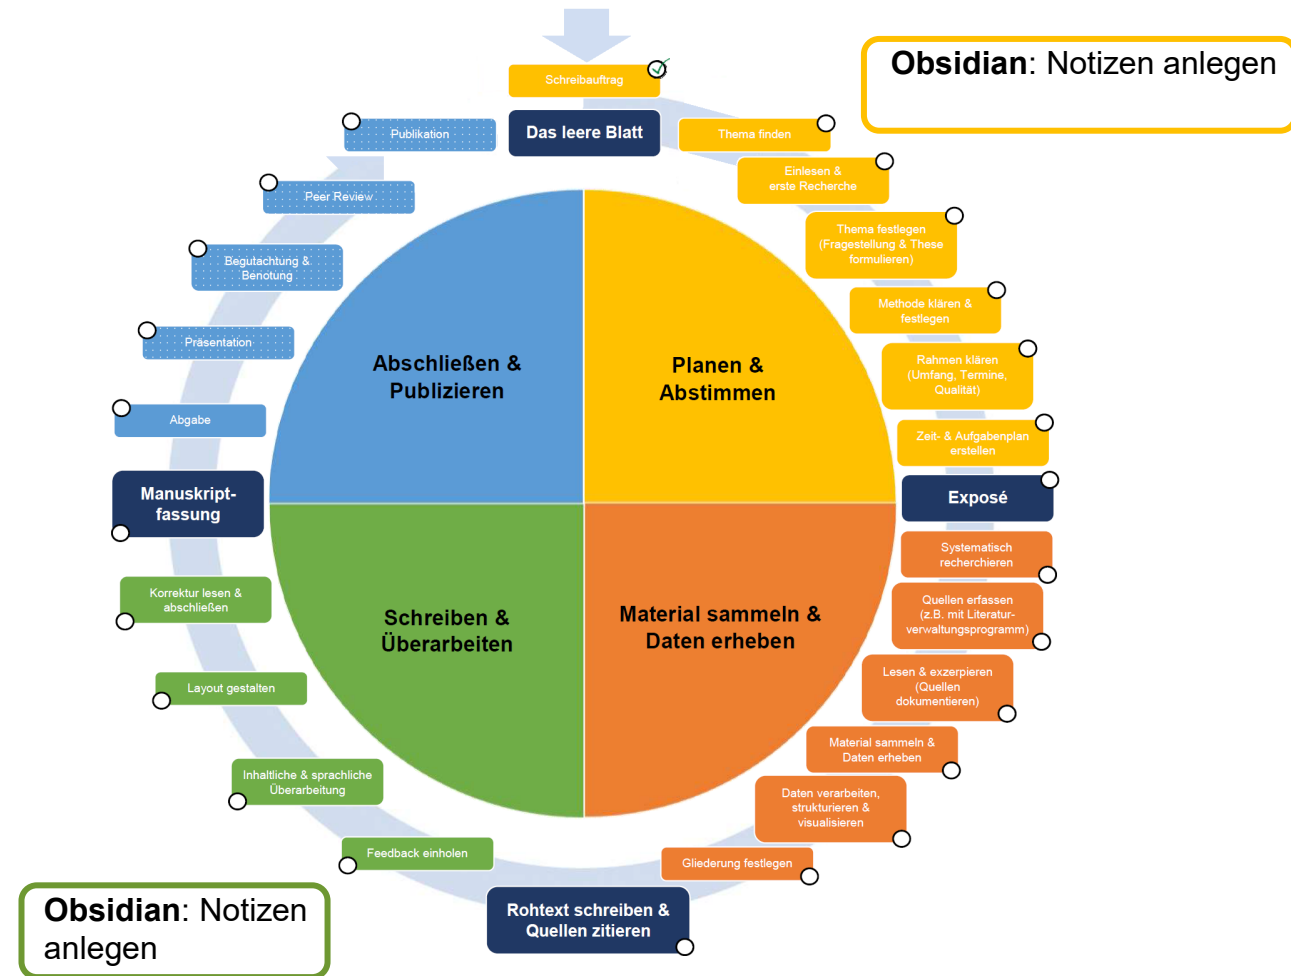 Schreibauftrag
Das leere Blatt
Obsidian: Notizen anlegen
Thema finden
Einlesen &
erste Recherche
Thema festlegen
(Fragestellung & These
formulieren)
Methode klären &
festlegen
Rahmen klären
(Umfang, Termine,
Qualität)
Zeit- & Aufgabenplan
erstellen
Exposé
Systematisch
recherchieren
Quellen erfassen
(z.B. mit Literatur-
verwaltungsprogramm)
Lesen & exzerpieren
(Quellen
dokumentieren)
Material sammeln &
Daten erheben
Daten verarbeiten,
strukturieren &
visualisieren
Gliederung festlegen
Rohtext schreiben &
Quellen zitieren
Feedback einholen
Inhaltliche & sprachliche
Überarbeitung
Layout gestalten
Korrektur lesen &
abschließen
Manuskript-
fassung
Abgabe
Präsentation
Begutachtung &
Benotung
Peer Review
Publikation
Abschließen &
Publizieren
Planen &
Abstimmen
Schreiben &
Überarbeiten
Material sammeln &
Daten erheben
Obsidian: Notizen
anlegen